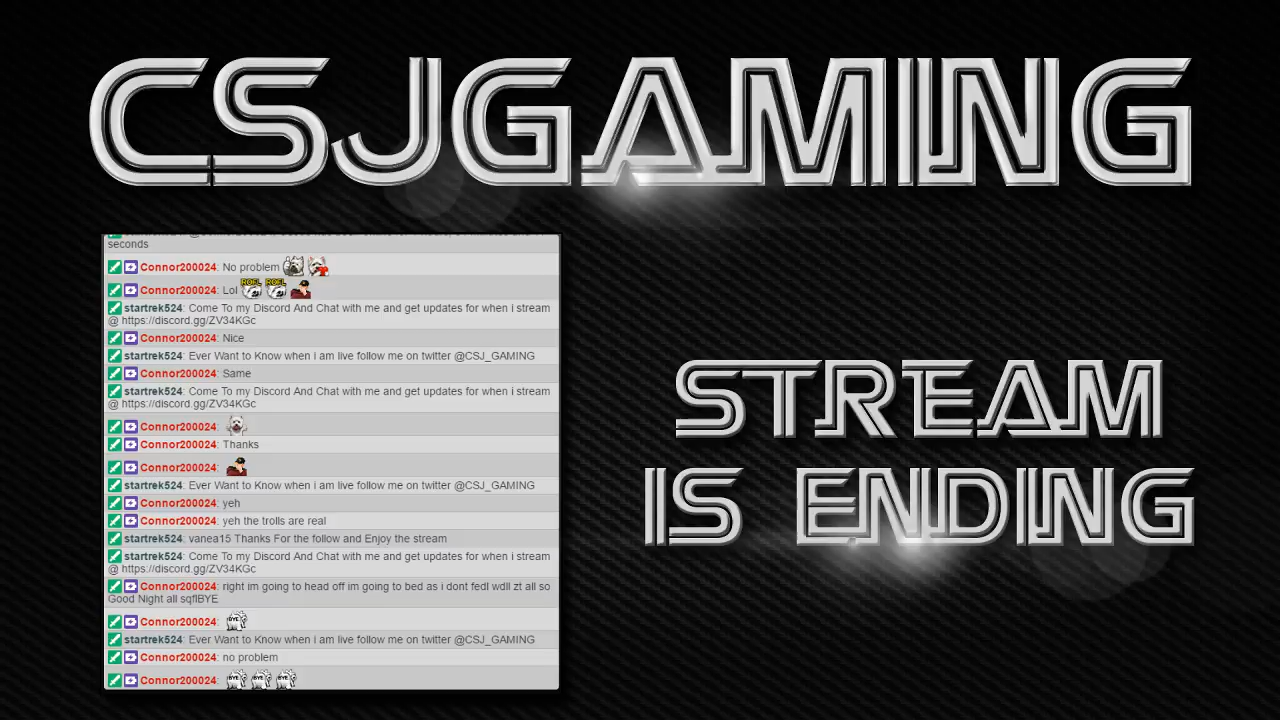 CSJGAMING
seconds
Connor200024: No problem
Connor200024: Lol ROFL ROFL
startrek524: Come To my Discord And Chat with me and get updates for when i stream
@ https://discord.gg/ZV34KGc
Connor200024: Nice
startrek524: Ever Want to Know when i am live follow me on twitter @CSJ_GAMING
Connor200024: Same
startrek524: Come To my Discord And Chat with me and get updates for when i stream
@ https://discord.gg/ZV34KGc
Connor200024:
Connor200024: Thanks
Connor200024:
startrek524: Ever Want to Know when i am live follow me on twitter @CSJ_GAMING
Connor200024: yeh
Connor200024: yeh the trolls are real
startrek524: vanea15 Thanks For the follow and Enjoy the stream
startrek524: Come To my Discord And Chat with me and get updates for when i stream
@ https://discord.gg/ZV34KGc
Connor200024: right im going to head off im going to bed as i dont fedl wdll zt all so
Good Night all sqflBYE
Connor200024: BYE
startrek524: Ever Want to Know when i am live follow me on twitter @CSJ_GAMING
Connor200024: no problem
Connor200024: BYE BYE BYE
STREAM
IS ENDING